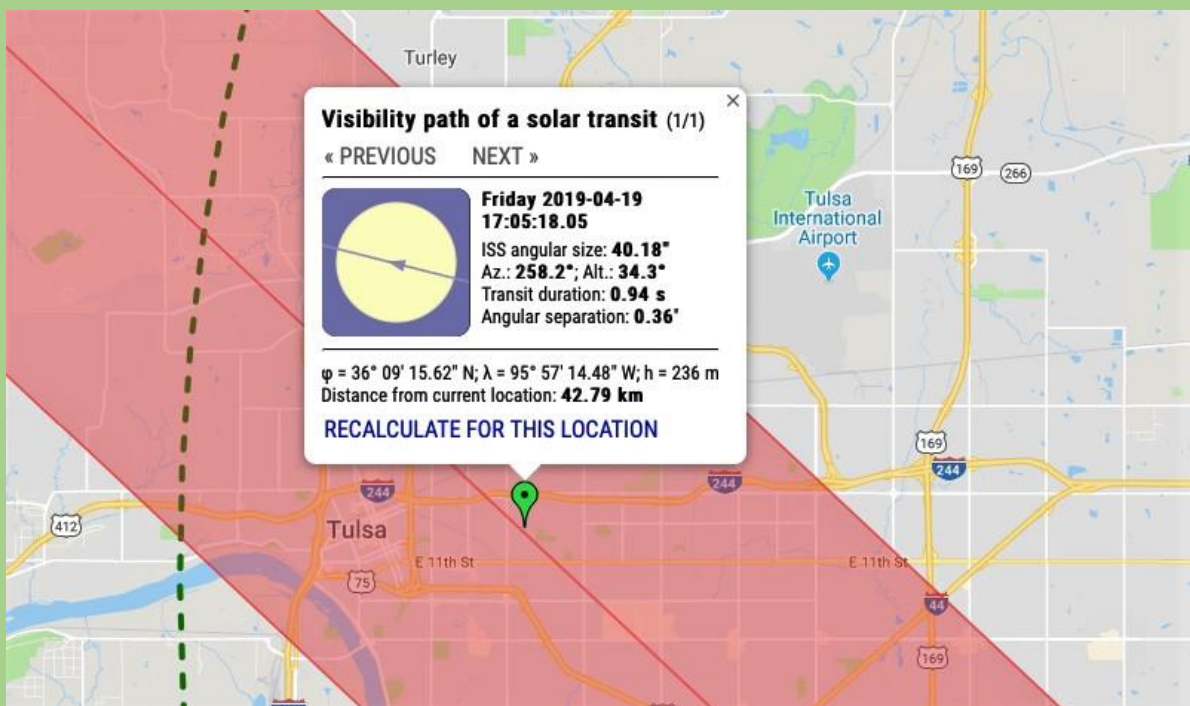 Turley
Visibility path of a solar transit (1/1)
×
« PREVIOUS NEXT »
Friday 2019-04-19
17:05:18.05
ISS angular size: 40.18"
Az.: 258.2°; Alt.: 34.3°
Transit duration: 0.94 s
Angular separation: 0.36'
φ = 36° 09' 15.62" N; λ = 95° 57' 14.48" W; h = 236 m
Distance from current location: 42.79 km
RECALCULATE FOR THIS LOCATION
169
266
Tulsa
International
Airport
169
244
244
244
412
Tulsa
E 11th St
E 11th St
75
44
169